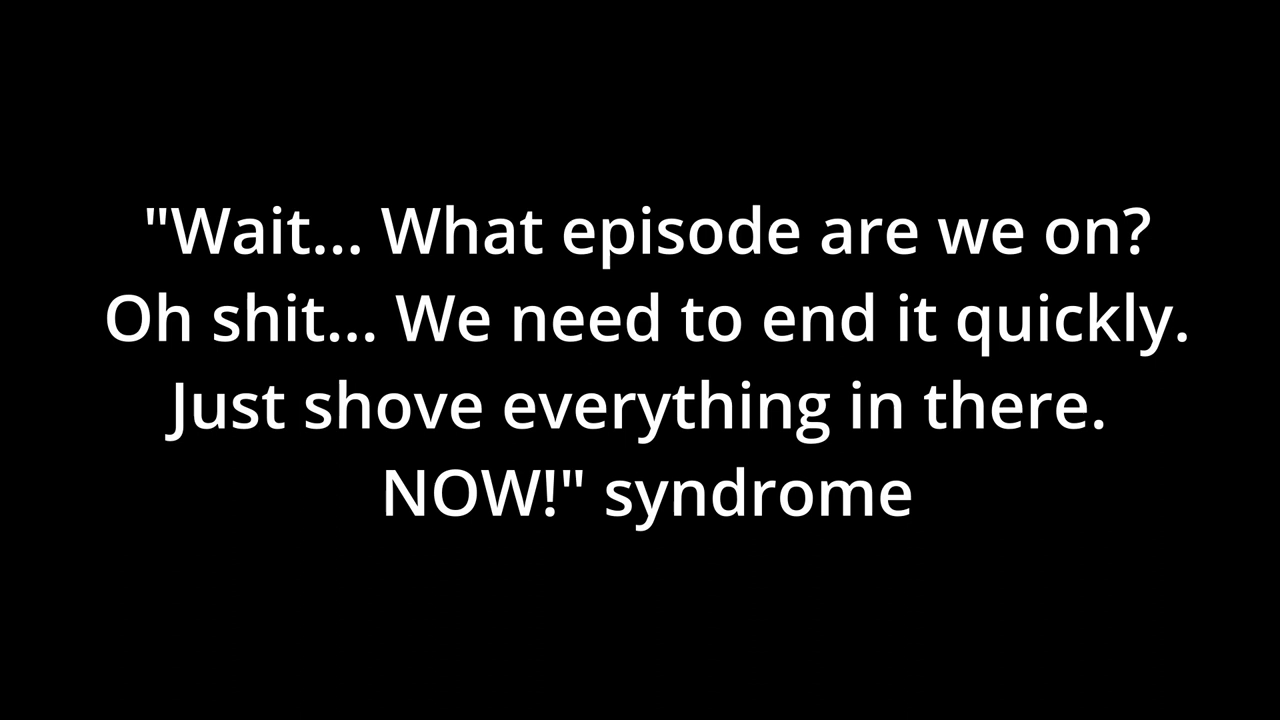 "Wait... What episode are we on?
Oh shit... We need to end it quickly.
Just shove everything in there.
NOW!" syndrome